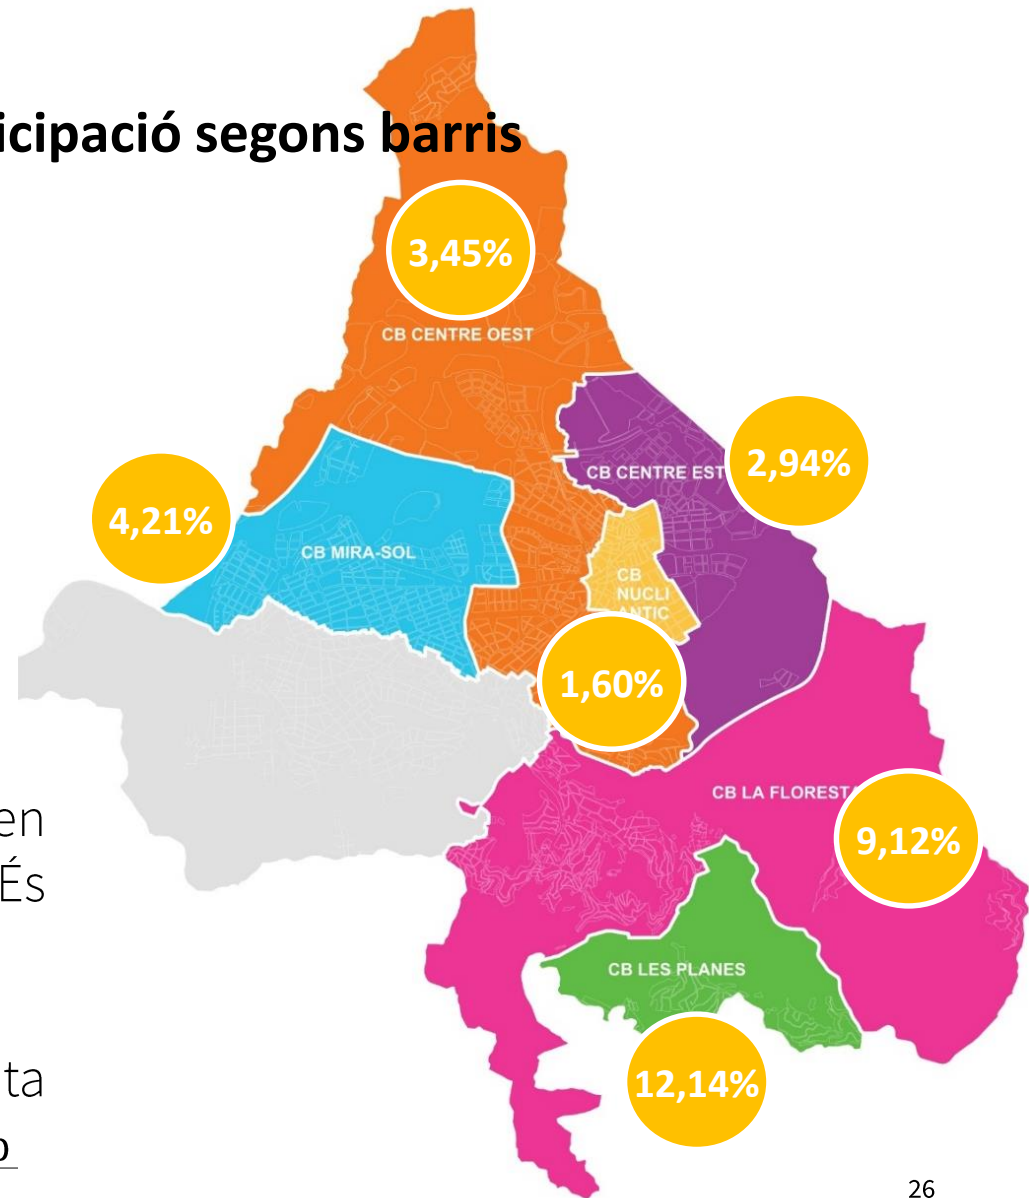 icipació segons barris
3,45%
CB CENTRE OEST
CB CENTRE EST
2,94%
4,21%
CB MIRA-SOL
CB
NUCLI
ANTIC
1,60%
en
És
CB LA FLORESTA
9,12%
CB LES PLANES
ta
12,14%
26